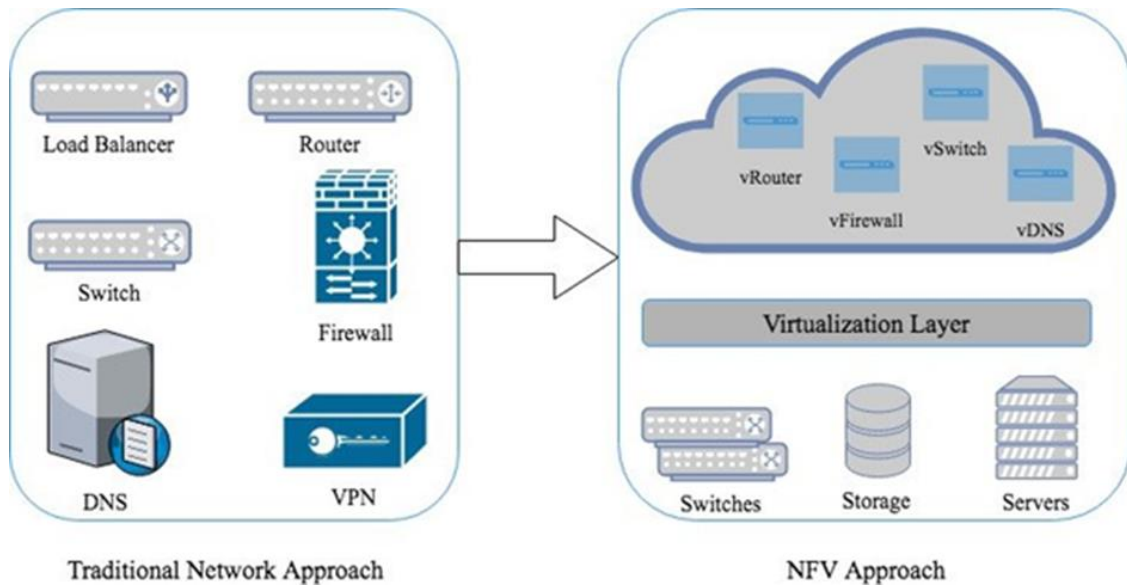 Load Balancer
Router
Switch
Firewall
DNS
VPN
Traditional Network Approach
vRouter
vFirewall
vSwitch
vDNS
Virtualization Layer
Switches
Storage
Servers
NFV Approach